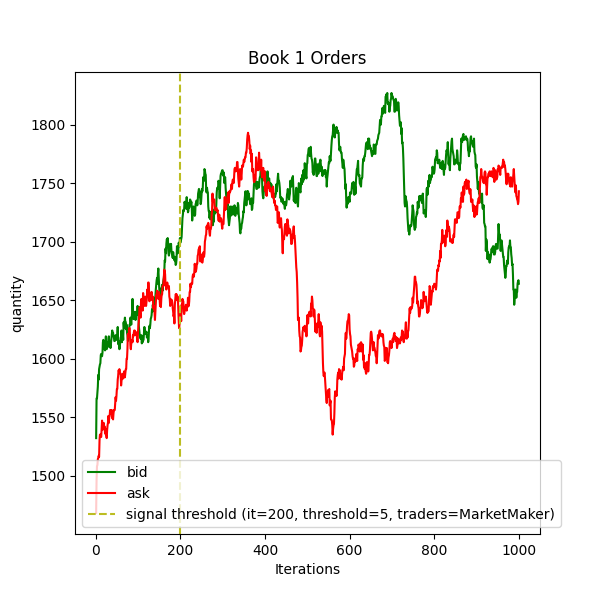 Book 1 Orders
quantity
1800
1750
1700
1650
1600
1550
1500
bid
ask
signal threshold (it=200, threshold=5, traders=MarketMaker)
0 200 400 600 800 1000
Iterations